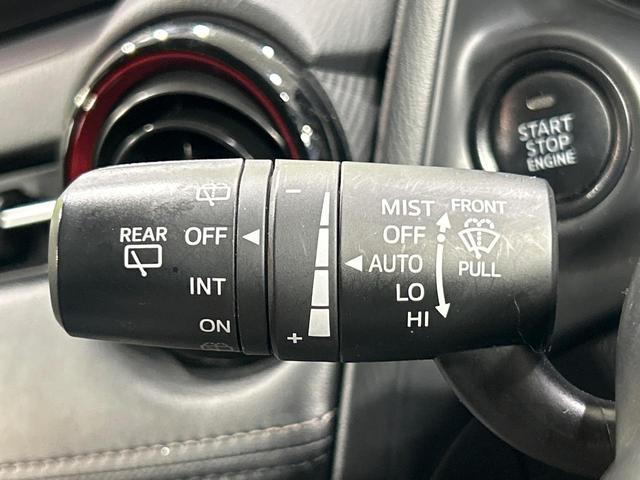 START
STOP
ENGINE
REAR
OFF
INT
ON
−
+
MIST
OFF
AUTO
LO
HI
FRONT
PULL